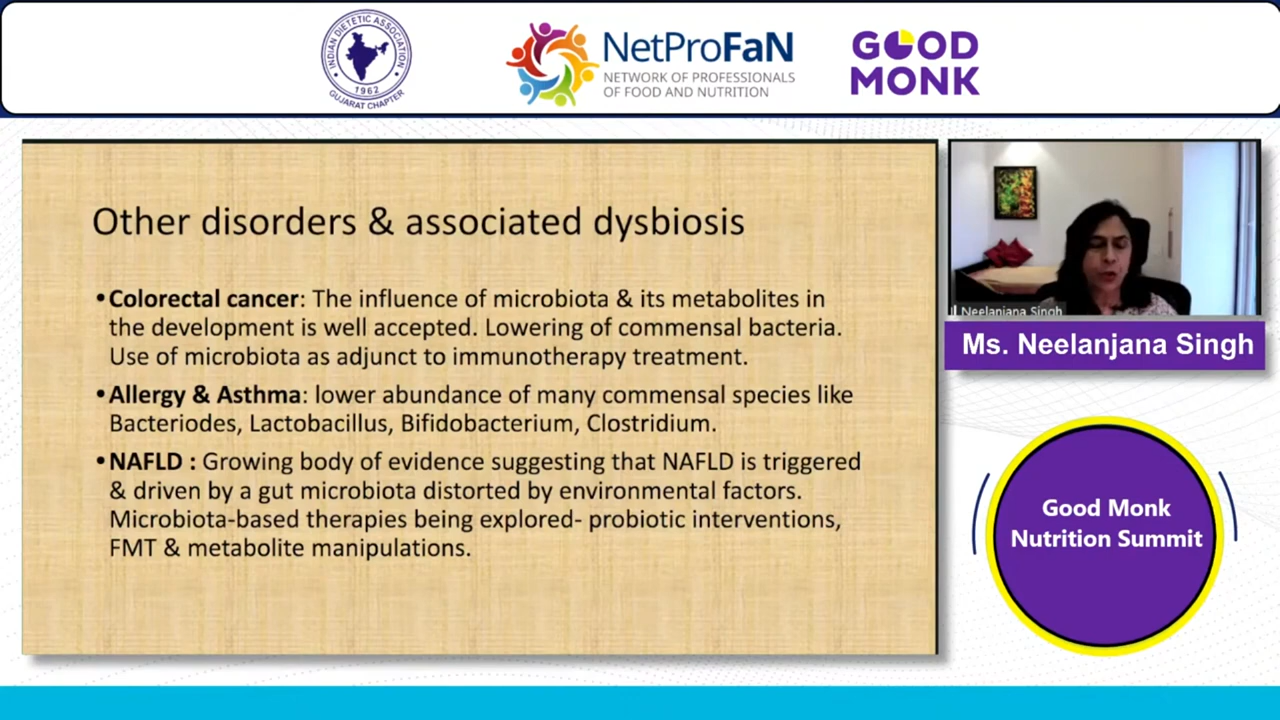 INDIAN DIETETIC ASSOCIATION
1962
GUJARAT CHAPTER
NetProFaN
NETWORK OF PROFESSIONALS
OF FOOD AND NUTRITION
GOOD
MONK
Other disorders & associated dysbiosis
•Colorectal cancer: The influence of microbiota & its metabolites in
the development is well accepted. Lowering of commensal bacteria.
Use of microbiota as adjunct to immunotherapy treatment.
•Allergy & Asthma: lower abundance of many commensal species like
Bacteriodes, Lactobacillus, Bifidobacterium, Clostridium.
•NAFLD : Growing body of evidence suggesting that NAFLD is triggered
& driven by a gut microbiota distorted by environmental factors.
Microbiota-based therapies being explored- probiotic interventions,
FMT & metabolite manipulations.
Neelanjana Singh
Ms. Neelanjana Singh
Good Monk
Nutrition Summit